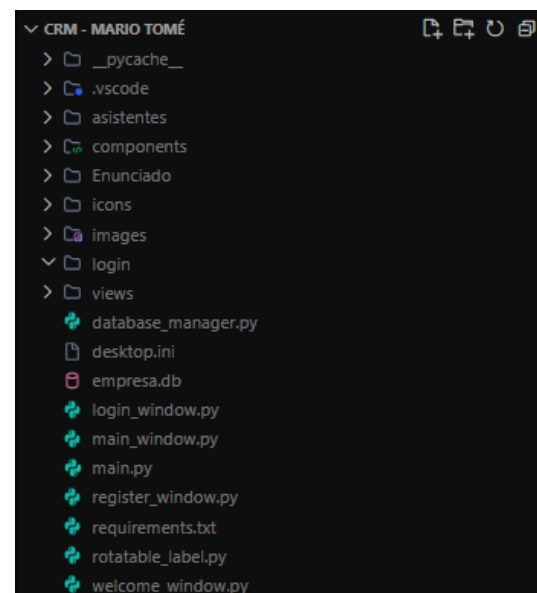 CRM - MARIO TOMÉ
__pycache__
.vscode
asistentes
components
Enunciado
icons
images
login
views
database_manager.py
desktop.ini
empresa.db
login_window.py
main_window.py
main.py
register_window.py
requirements.txt
rotatable_label.py
welcome_window.py